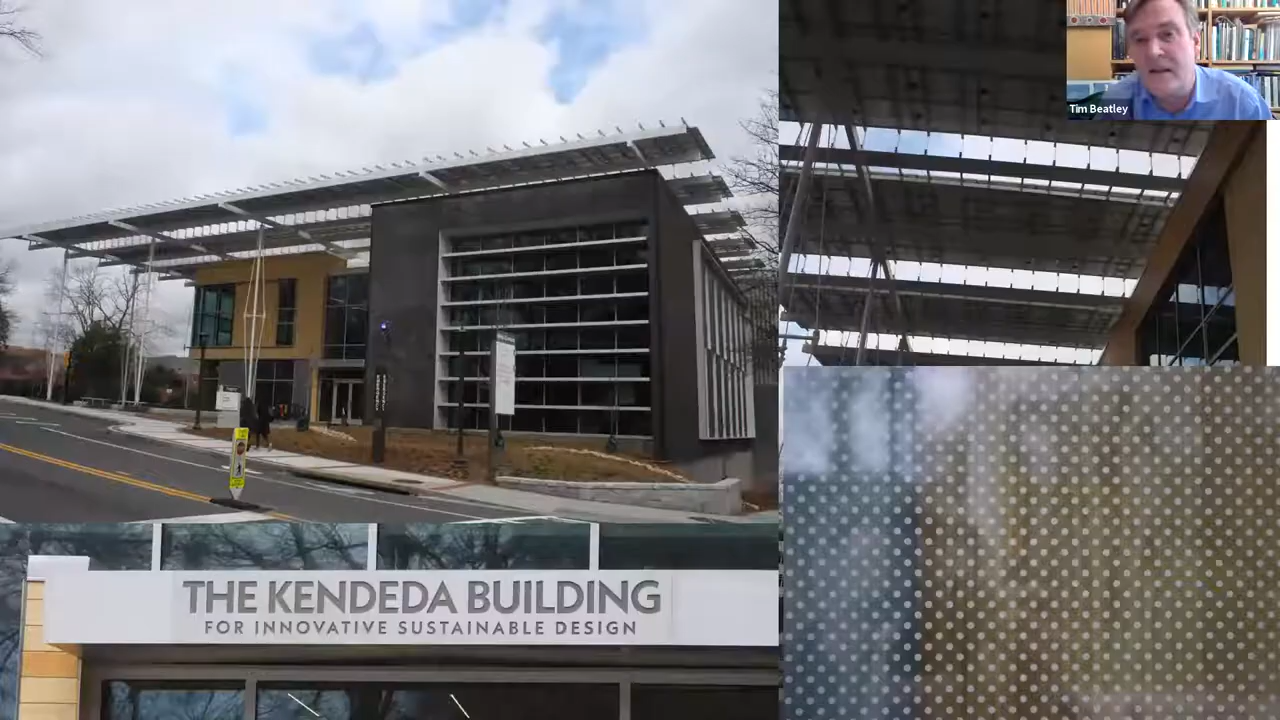 Tim Beatley
THE KENDEDA BUILDING
FOR INNOVATIVE SUSTAINABLE DESIGN